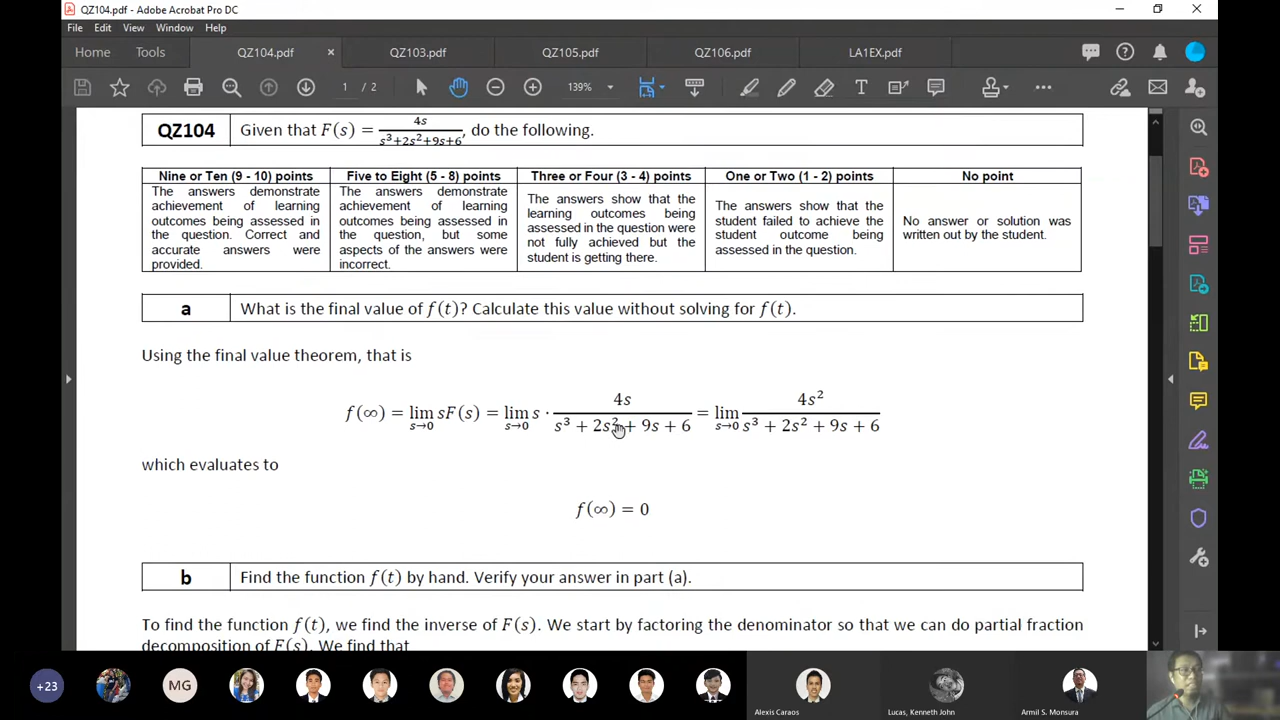 QZ104.pdf - Adobe Acrobat Pro DC
File Edit View Window Help
Home Tools QZ104.pdf × QZ103.pdf QZ105.pdf QZ106.pdf LA1EX.pdf
1 / 2 139%
QZ104 Given that F(s) = 4s / s³+2s²+9s+6, do the following.
Nine or Ten (9 - 10) points
The answers demonstrate
achievement of learning
outcomes being assessed in
the question. Correct and
accurate answers were
provided.
Five to Eight (5 - 8) points
The answers demonstrate
achievement of learning
outcomes being assessed in
the question, but some
aspects of the answers were
incorrect.
Three or Four (3 - 4) points
The answers show that the
learning outcomes being
assessed in the question were
not fully achieved but the
student is getting there.
One or Two (1 - 2) points
The answers show that the
student failed to achieve the
student outcome being
assessed in the question.
No point
No answer or solution was
written out by the student.
a What is the final value of f(t)? Calculate this value without solving for f(t).
Using the final value theorem, that is
f(∞) = lim s→0 sF(s) = lim s→0 s · 4s / s³ + 2s² + 9s + 6 = lim s→0 4s² / s³ + 2s² + 9s + 6
which evaluates to
f(∞) = 0
b Find the function f(t) by hand. Verify your answer in part (a).
To find the function f(t), we find the inverse of F(s). We start by factoring the denominator so that we can do partial fraction
decomposition of F(s). We find that
+23 MG
Alexis Caraos Lucas, Kenneth John Armil S. Monsura